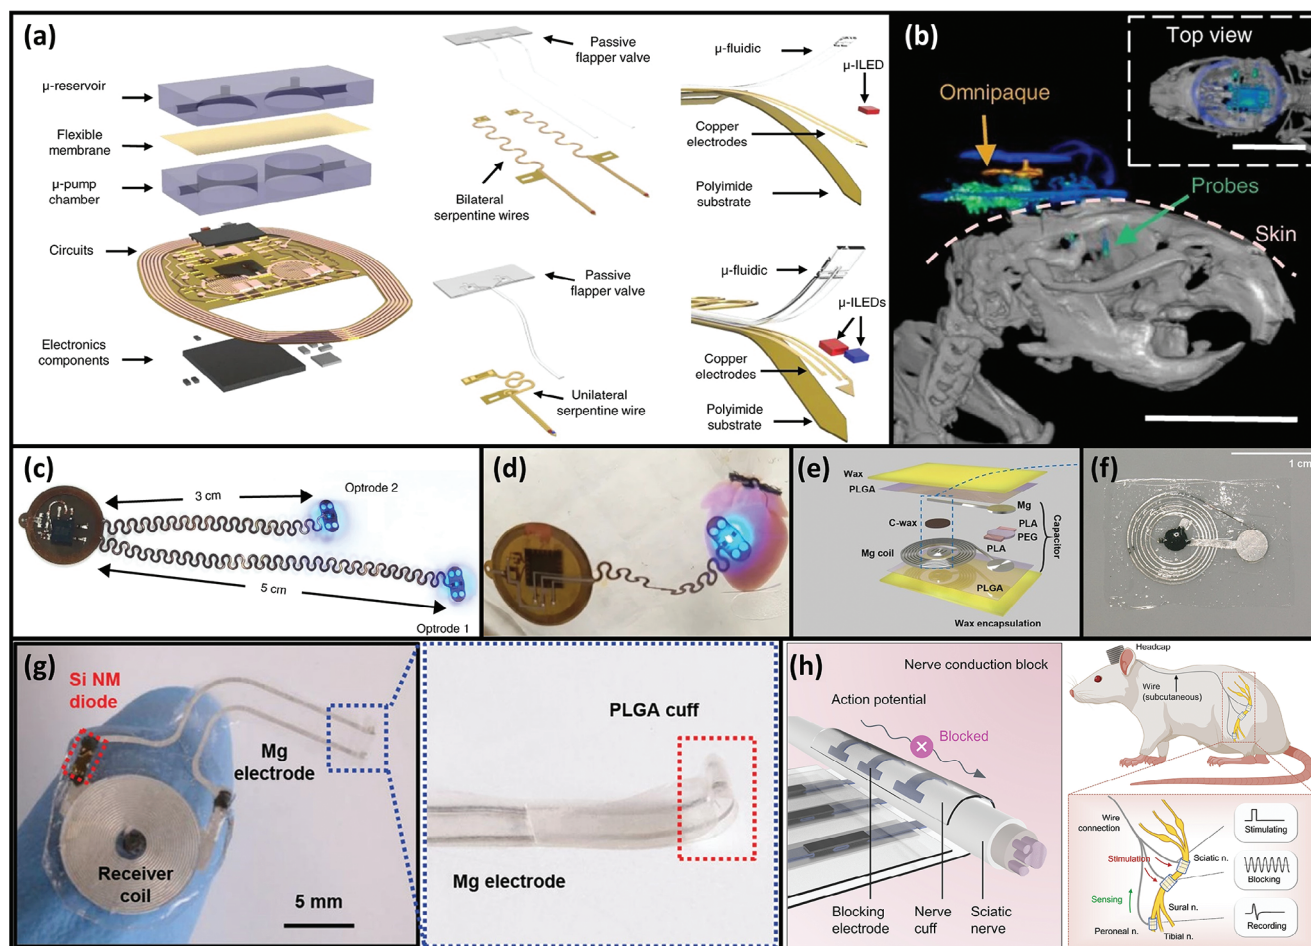 (a)
μ-reservoir
Flexible
membrane
μ-pump
chamber
Circuits
Electronics
components
Passive
flapper valve
Bilateral
serpentine wires
Passive
flapper valve
Unilateral
serpentine wire
μ-fluidic
μ-ILED
Copper
electrodes
Polyimide
substrate
μ-fluidic
μ-ILEDs
Copper
electrodes
Polyimide
substrate
(b)
Top view
Omnipaque
Probes
Skin
(c)
3 cm
Optrode 2
5 cm
Optrode 1
(d)
(e)
Wax
PLGA
Mg
C-wax
PLA
PEG
Mg coil
PLA
Capacitor
PLGA
Wax encapsulation
(f)
1 cm
(g)
Si NM
diode
Mg
electrode
Receiver
coil
5 mm
PLGA cuff
Mg electrode
(h)
Nerve conduction block
Action potential
Blocked
Blocking
electrode
Nerve
cuff
Sciatic
nerve
Headcap
Wire
(subcutaneous)
Wire
connection
Stimulation
Sciatic n.
Sensing
Sural n.
Peroneal n.
Tibial n.
Stimulating
Blocking
Recording